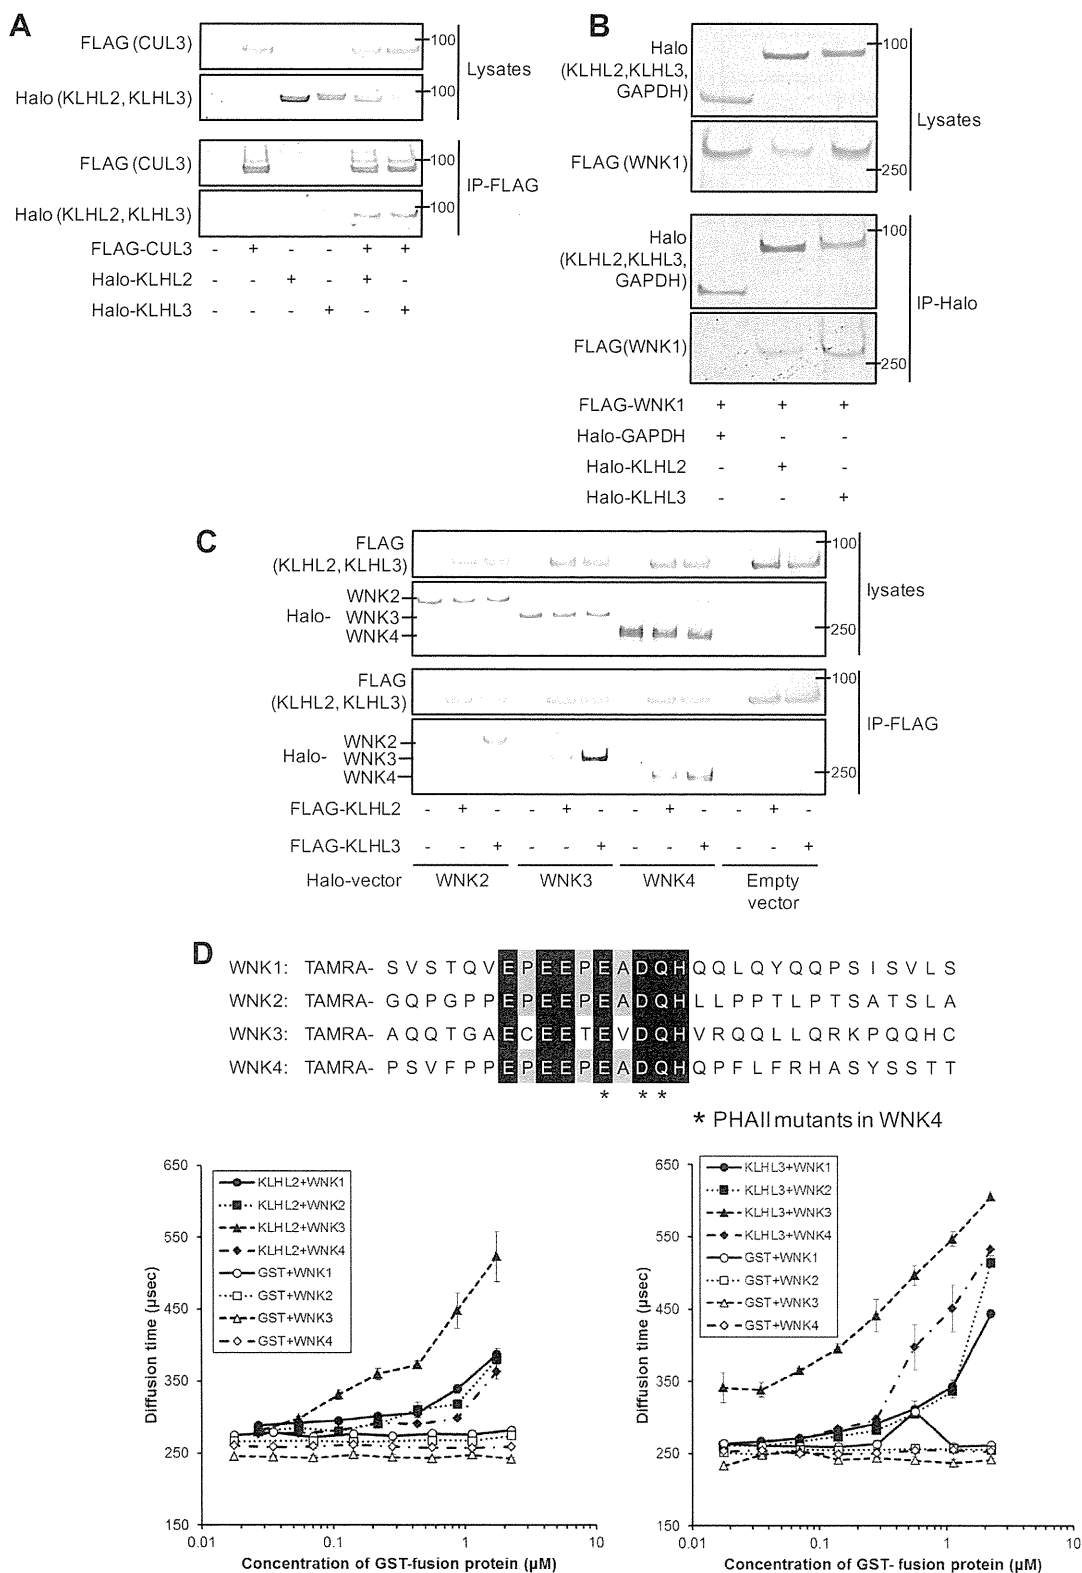 A
FLAG (CUL3)
100
Halo (KLHL2, KLHL3)
100
Lysates
FLAG (CUL3)
100
Halo (KLHL2, KLHL3)
100
IP-FLAG
FLAG-CUL3 - + - - + +
Halo-KLHL2 - - + - + -
Halo-KLHL3 - - - + - +
B
Halo
(KLHL2,KLHL3,
GAPDH)
100
FLAG (WNK1)
250
Lysates
Halo
(KLHL2,KLHL3,
GAPDH)
100
FLAG(WNK1)
250
IP-Halo
FLAG-WNK1 + + +
Halo-GAPDH + - -
Halo-KLHL2 - + -
Halo-KLHL3 - - +
C
FLAG
(KLHL2, KLHL3)
100
Halo-
WNK2
WNK3
WNK4
250
lysates
FLAG
(KLHL2, KLHL3)
100
Halo-
WNK2
WNK3
WNK4
250
IP-FLAG
FLAG-KLHL2 - + - - + - - + - - + -
FLAG-KLHL3 - - + - - + - - + - - +
Halo-vector WNK2 WNK3 WNK4 Empty
vector
D
WNK1: TAMRA- S V S T Q V E P E E P E A D Q H Q Q L Q Y Q Q P S I S V L S
WNK2: TAMRA- G Q P G P P E P E E P E A D Q H L L P P T L P T S A T S L A
WNK3: TAMRA- A Q Q T G A E C E E T E V D Q H V R Q Q L L Q R K P Q Q H C
WNK4: TAMRA- P S V F P P E P E E P E A D Q H Q P F L F R H A S Y S S T T
* * *
* PHAII mutants in WNK4
650
550
450
350
250
150
Diffusion time (µsec)
KLHL2+WNK1
KLHL2+WNK2
KLHL2+WNK3
KLHL2+WNK4
GST+WNK1
GST+WNK2
GST+WNK3
GST+WNK4
0.01 0.1 1 10
Concentration of GST-fusion protein (µM)
650
550
450
350
250
150
Diffusion time (µsec)
KLHL3+WNK1
KLHL3+WNK2
KLHL3+WNK3
KLHL3+WNK4
GST+WNK1
GST+WNK2
GST+WNK3
GST+WNK4
0.01 0.1 1 10
Concentration of GST- fusion protein (µM)